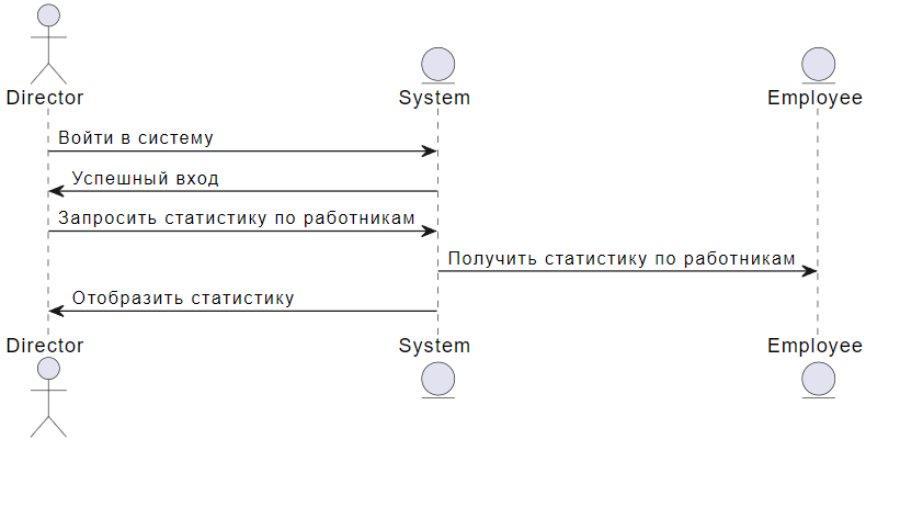 Director
System
Employee
Войти в систему
Успешный вход
Запросить статистику по работникам
Получить статистику по работникам
Отобразить статистику
Director
System
Employee